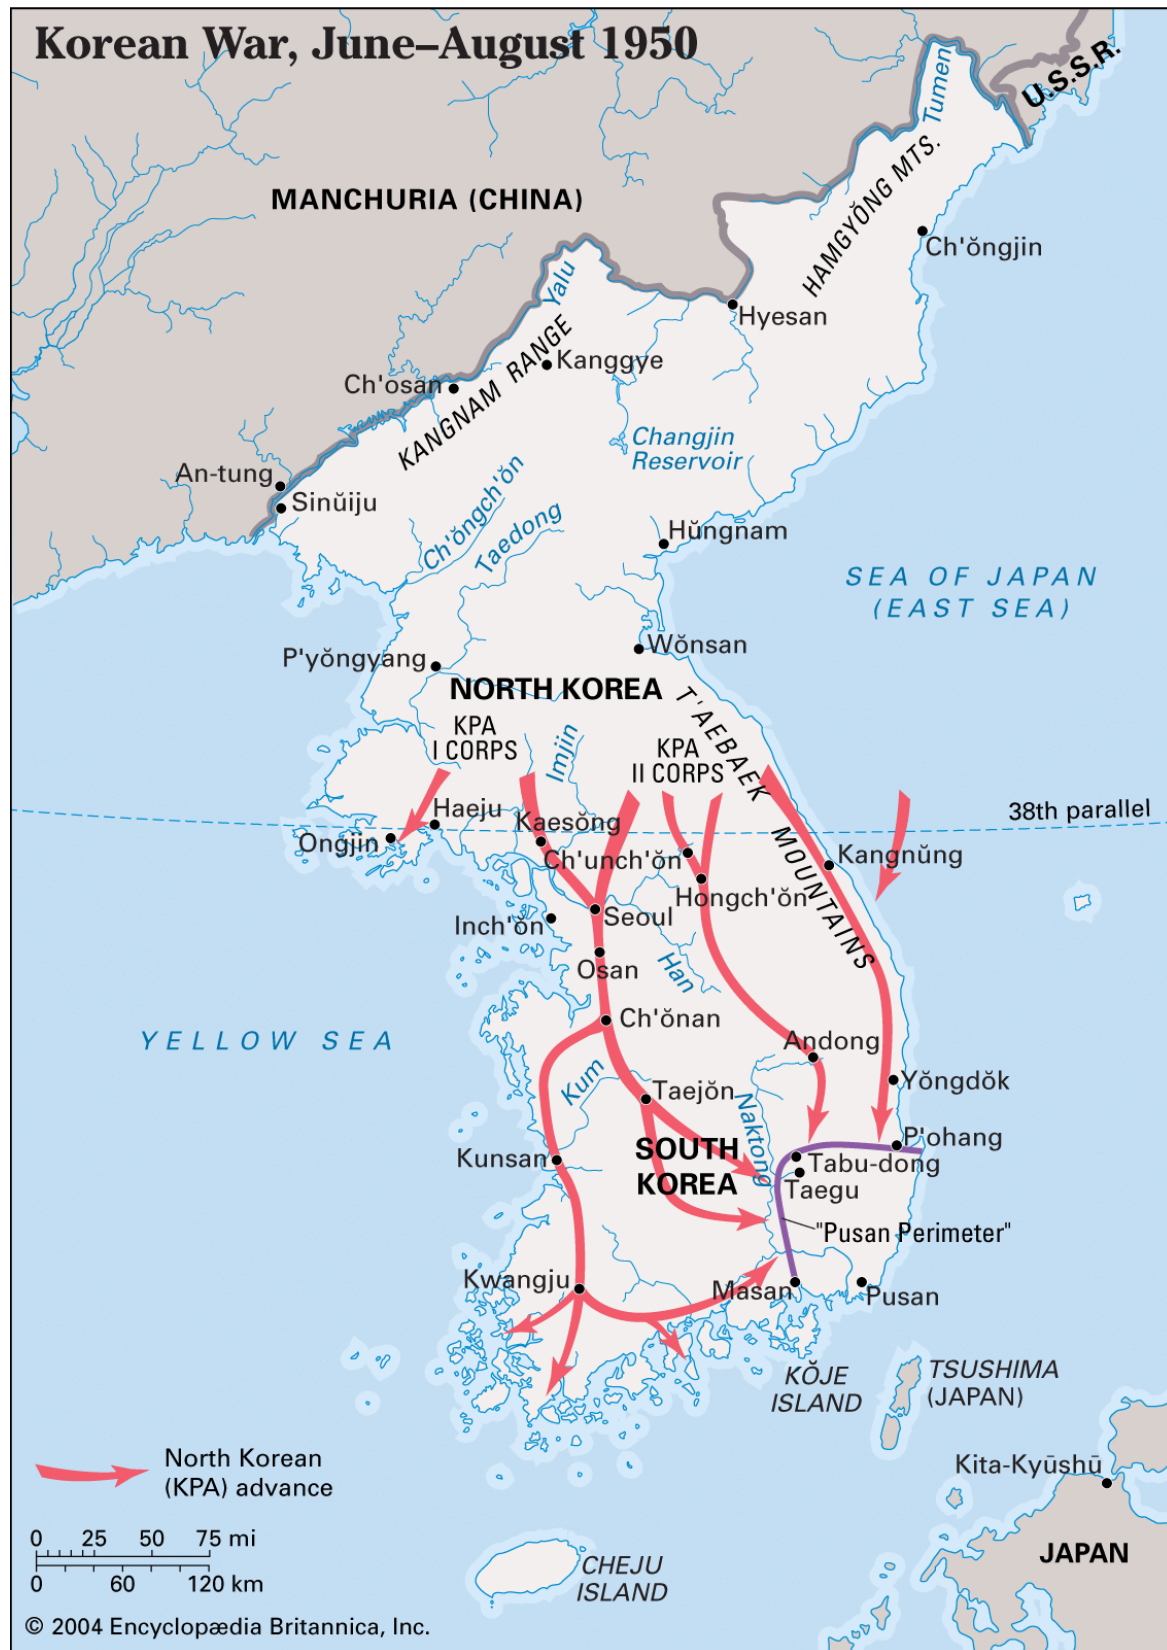 Korean War, June–August 1950
U.S.S.R.
Tumen
MANCHURIA (CHINA)
HAMGYŎNG MTS.
Ch'ŏngjin
Yalu
Hyesan
Kanggye
Ch'osan
KANGNAM RANGE
Changjin
Reservoir
An-tung
Sinŭiju
Ch'ŏngch'ŏn
Taedong
Hŭngnam
SEA OF JAPAN
(EAST SEA)
Wŏnsan
P'yŏngyang
NORTH KOREA
T'AEBAEK MOUNTAINS
KPA
I CORPS
Imjin
KPA
II CORPS
38th parallel
Haeju
Kaesŏng
Ongjin
Ch'unch'ŏn
Kangnŭng
Hongch'ŏn
Seoul
Inch'ŏn
Osan
Han
Ch'ŏnan
YELLOW SEA
Andong
Kum
Taejŏn
Yŏngdŏk
Naktong
P'ohang
SOUTH
KOREA
Kunsan
Tabu-dong
Taegu
"Pusan Perimeter"
Kwangju
Masan
Pusan
KŎJE
ISLAND
TSUSHIMA
(JAPAN)
North Korean
(KPA) advance
Kita-Kyūshū
0 25 50 75 mi
0 60 120 km
CHEJU
ISLAND
JAPAN
© 2004 Encyclopædia Britannica, Inc.